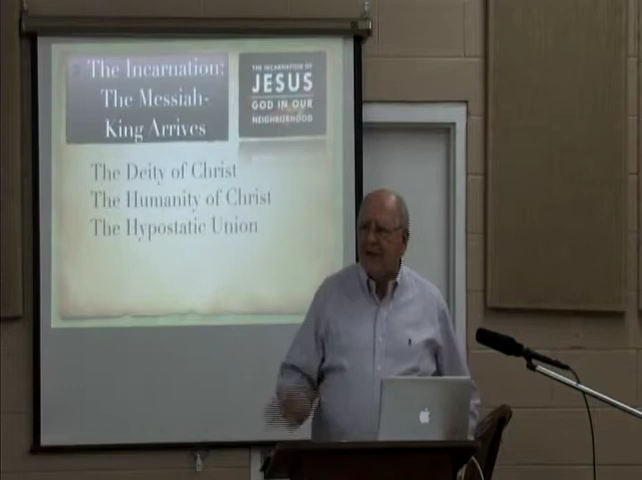 The Incarnation:
The Messiah-
King Arrives
THE INCARNATION OF
JESUS
GOD IN OUR
NEIGHBORHOOD
The Deity of Christ
The Humanity of Christ
The Hypostatic Union